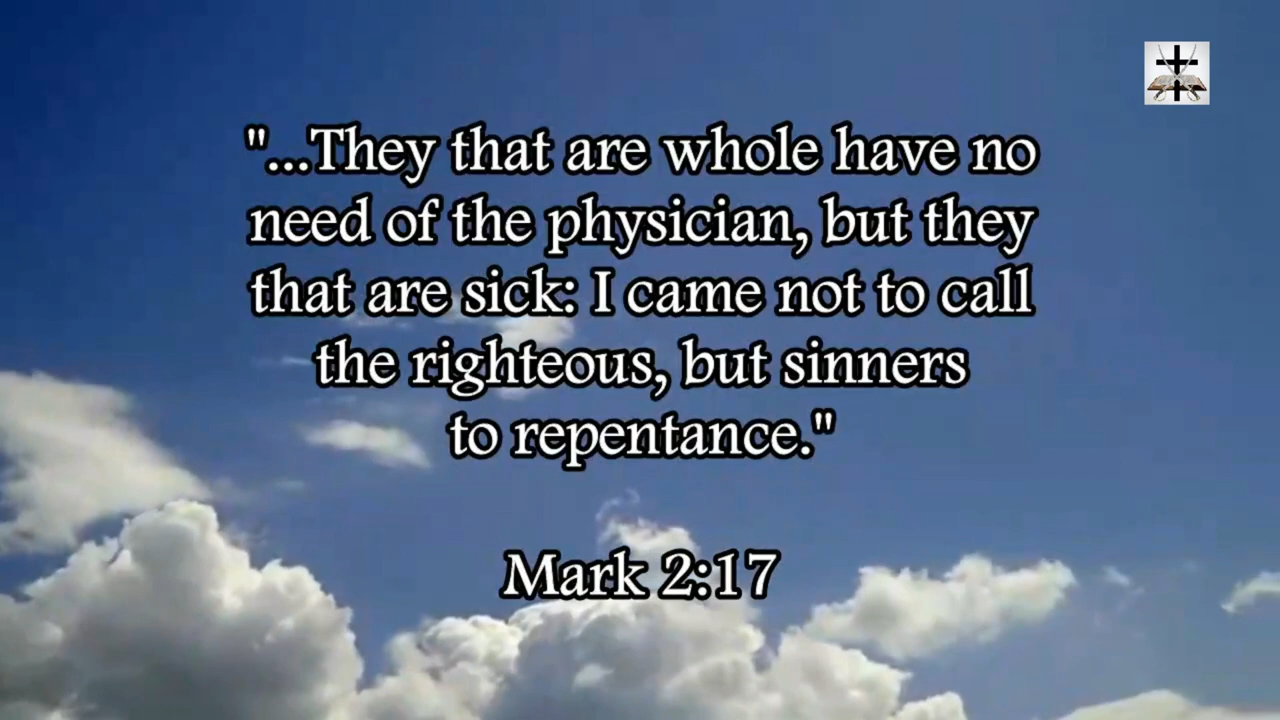 "...They that are whole have no
need of the physician, but they
that are sick: I came not to call
the righteous, but sinners
to repentance."
Mark 2:17